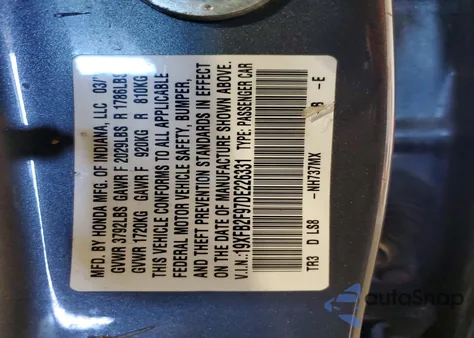 MFD. BY HONDA MFG. OF INDIANA, LLC 03/
GVWR 3792LBS GAWR F 2029LBS R 1786LBS
GVWR 1720KG GAWR F 920KG R 810KG
THIS VEHICLE CONFORMS TO ALL APPLICABLE
FEDERAL MOTOR VEHICLE SAFETY, BUMPER,
AND THEFT PREVENTION STANDARDS IN EFFECT
ON THE DATE OF MANUFACTURE SHOWN ABOVE.
V.I.N.: 19XFB2F97DE226331 TYPE: PASSENGER CAR
TR3 D LS8 -NH737MX B -E
autoSnap